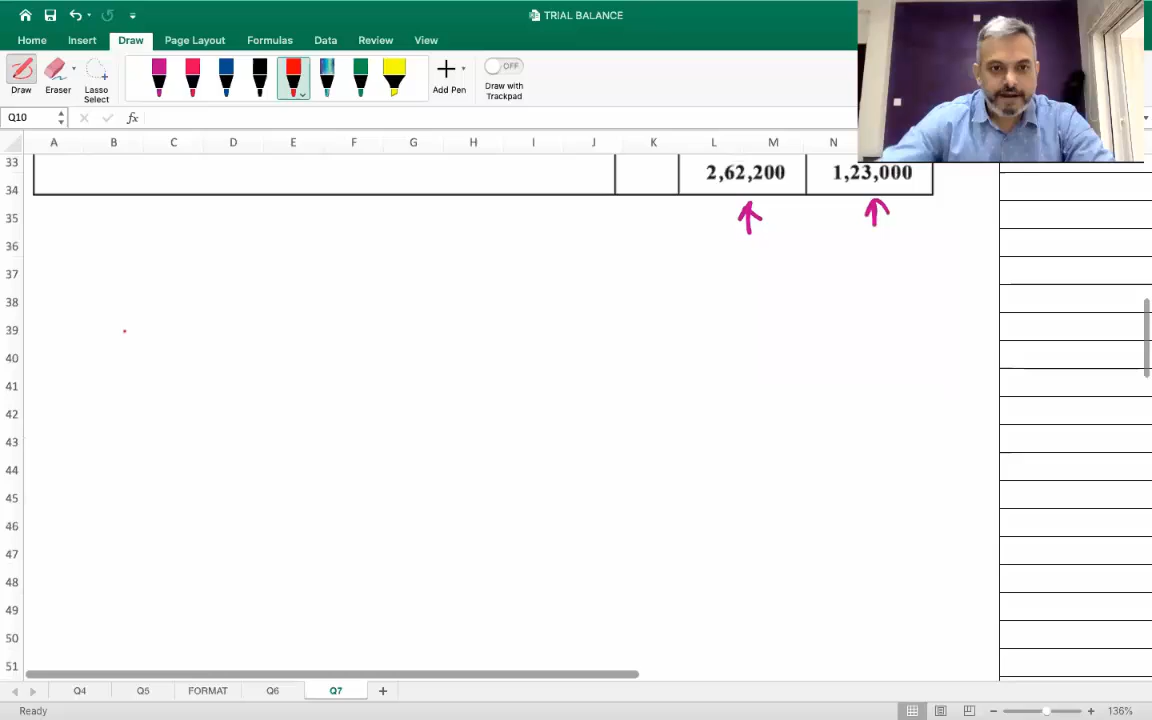 TRIAL BALANCE
Home Insert Draw Page Layout Formulas Data Review View
OFF
Draw Eraser Lasso Select Add Pen Draw with Trackpad
Q10 fx
A B C D E F G H I J K L M N
33 2,62,200 1,23,000
34
35
36
37
38
39
40
41
42
43
44
45
46
47
48
49
50
51
Q4 Q5 FORMAT Q6 Q7 +
Ready 136%